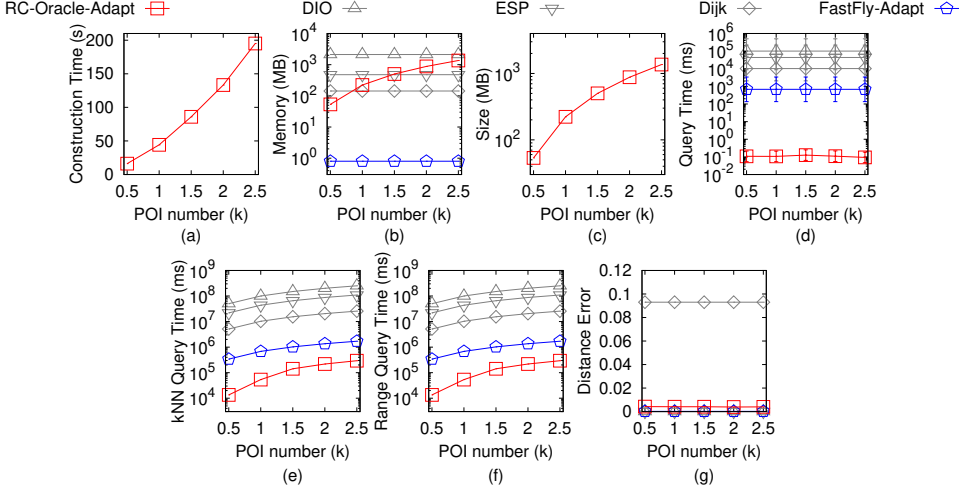 RC-Oracle-Adapt DIO ESP Dijk FastFly-Adapt
Construction Time (s)
200
150
100
50
0
0.5 1 1.5 2 2.5
POI number (k)
(a)
Memory (MB)
10^4
10^3
10^2
10^1
10^0
0.5 1 1.5 2 2.5
POI number (k)
(b)
Size (MB)
10^3
10^2
0.5 1 1.5 2 2.5
POI number (k)
(c)
Query Time (ms)
10^6
10^5
10^4
10^3
10^2
10^1
10^0
10^-1
10^-2
0.5 1 1.5 2 2.5
POI number (k)
(d)
kNN Query Time (ms)
10^9
10^8
10^7
10^6
10^5
10^4
0.5 1 1.5 2 2.5
POI number (k)
(e)
Range Query Time (ms)
10^9
10^8
10^7
10^6
10^5
10^4
0.5 1 1.5 2 2.5
POI number (k)
(f)
Distance Error
0.12
0.1
0.08
0.06
0.04
0.02
0
0.5 1 1.5 2 2.5
POI number (k)
(g)